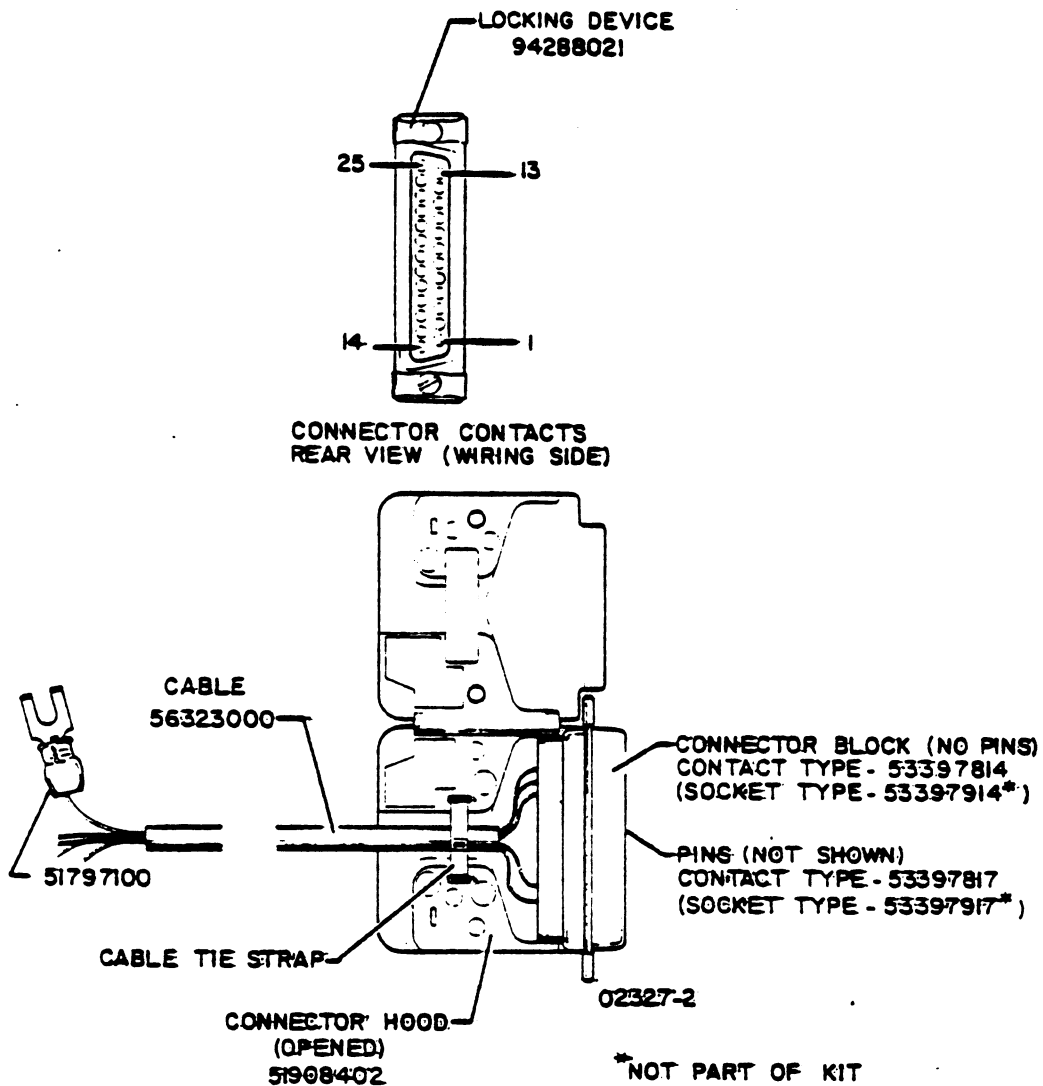 LOCKING DEVICE
94288021
25
13
14
1
CONNECTOR CONTACTS
REAR VIEW (WIRING SIDE)
CABLE
56323000
CONNECTOR BLOCK (NO PINS)
CONTACT TYPE - 53397814
(SOCKET TYPE - 53397914*)
PINS (NOT SHOWN)
CONTACT TYPE - 53397817
(SOCKET TYPE - 53397917*)
51797100
CABLE TIE STRAP
02327-2
CONNECTOR HOOD
(OPENED)
51908402
*NOT PART OF KIT